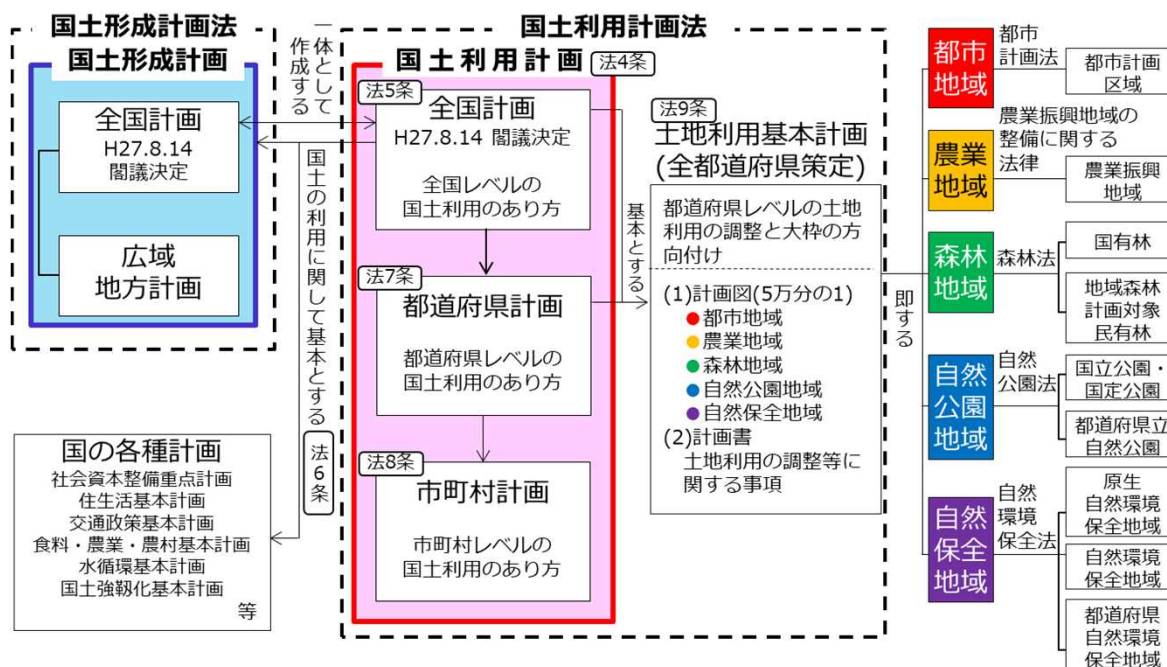 国土形成計画法
国土形成計画
全国計画
H27.8.14
閣議決定
広域
地方計画
一体として
作成する
国土の利用に関して基本とする
法6条
国の各種計画
社会資本整備重点計画
住生活基本計画
交通政策基本計画
食料・農業・農村基本計画
水循環基本計画
国土強靱化基本計画
等
国土利用計画法
国土利用計画
法4条
法5条
全国計画
H27.8.14 閣議決定
全国レベルの
国土利用のあり方
法7条
都道府県計画
都道府県レベルの
国土利用のあり方
法8条
市町村計画
市町村レベルの
国土利用のあり方
基本とする
法9条
土地利用基本計画
(全都道府県策定)
都道府県レベルの土地
利用の調整と大枠の方
向付け
(1)計画図(5万分の1)
都市地域
農業地域
森林地域
自然公園地域
自然保全地域
(2)計画書
土地利用の調整等に
関する事項
即する
都市
地域
都市
計画法
都市計画
区域
農業
地域
農業振興地域の
整備に関する
法律
農業振興
地域
森林
地域
森林法
国有林
地域森林
計画対象
民有林
自然
公園
地域
自然
公園法
国立公園・
国定公園
都道府県立
自然公園
自然
保全
地域
自然
環境
保全法
原生
自然環境
保全地域
自然環境
保全地域
都道府県
自然環境
保全地域